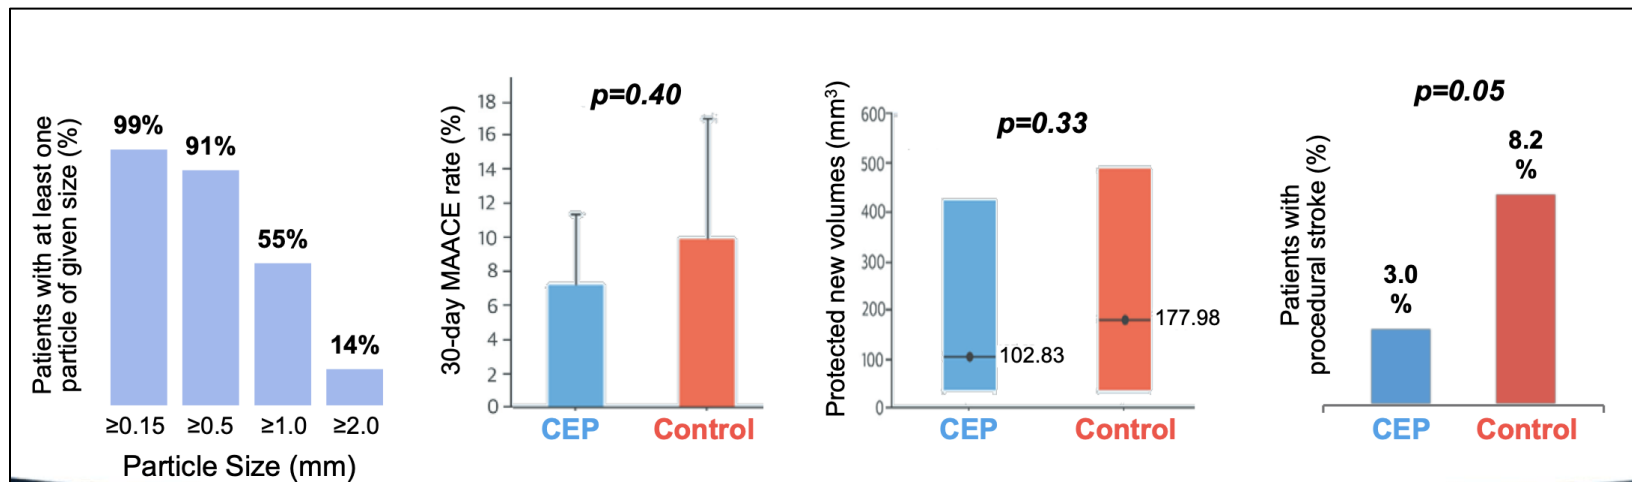 Patients with at least one
particle of given size (%)
99%
91%
55%
14%
≥0.15 ≥0.5 ≥1.0 ≥2.0
Particle Size (mm)
30-day MAACE rate (%)
p=0.40
18
16
14
12
10
8
6
4
2
0
CEP Control
Protected new volumes (mm³)
p=0.33
600
500
400
300
200
100
0
102.83
177.98
CEP Control
Patients with
procedural stroke (%)
p=0.05
3.0
%
8.2
%
CEP Control